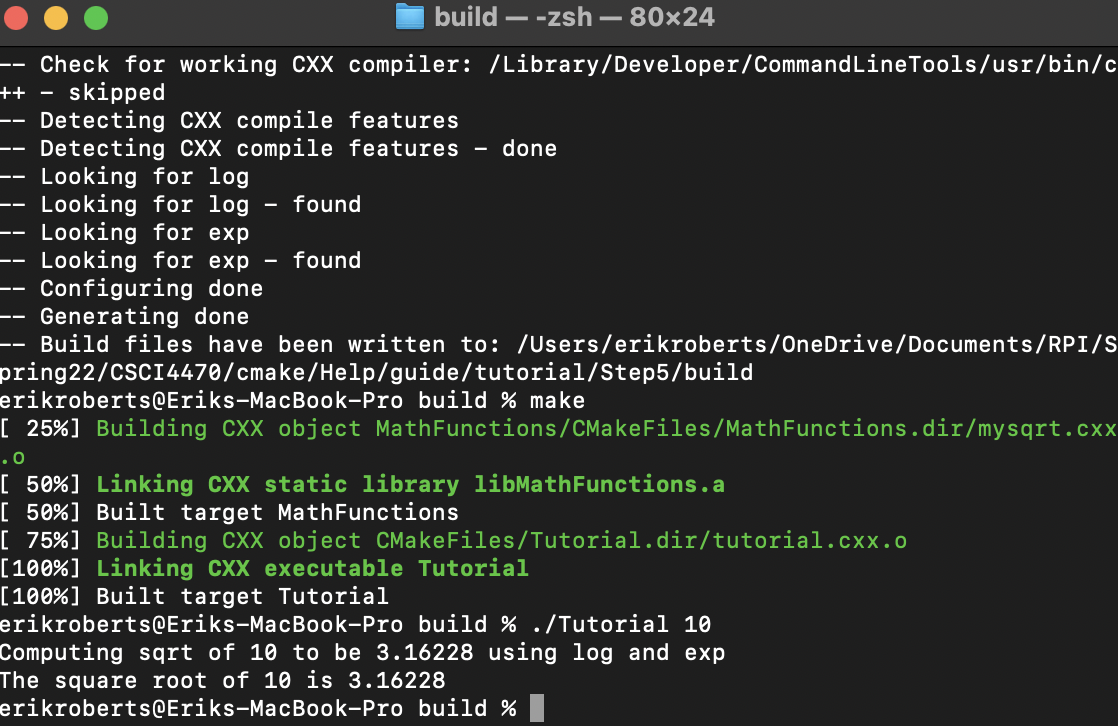 build — -zsh — 80×24
-- Check for working CXX compiler: /Library/Developer/CommandLineTools/usr/bin/c
++ - skipped
-- Detecting CXX compile features
-- Detecting CXX compile features - done
-- Looking for log
-- Looking for log - found
-- Looking for exp
-- Looking for exp - found
-- Configuring done
-- Generating done
-- Build files have been written to: /Users/erikroberts/OneDrive/Documents/RPI/S
pring22/CSCI4470/cmake/Help/guide/tutorial/Step5/build
erikroberts@Eriks-MacBook-Pro build % make
[ 25%] Building CXX object MathFunctions/CMakeFiles/MathFunctions.dir/mysqrt.cxx
.o
[ 50%] Linking CXX static library libMathFunctions.a
[ 50%] Built target MathFunctions
[ 75%] Building CXX object CMakeFiles/Tutorial.dir/tutorial.cxx.o
[100%] Linking CXX executable Tutorial
[100%] Built target Tutorial
erikroberts@Eriks-MacBook-Pro build % ./Tutorial 10
Computing sqrt of 10 to be 3.16228 using log and exp
The square root of 10 is 3.16228
erikroberts@Eriks-MacBook-Pro build %